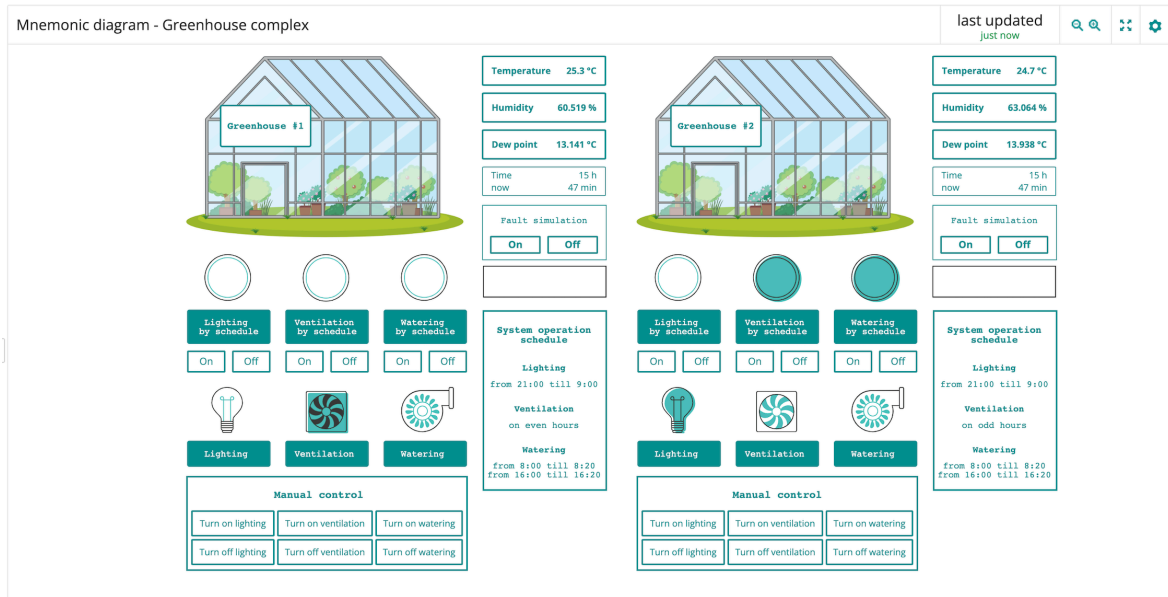 Mnemonic diagram - Greenhouse complex
last updated
just now
Greenhouse #1
Temperature 25.3 °C
Humidity 60.519 %
Dew point 13.141 °C
Time 15 h
now 47 min
Fault simulation
On Off
Lighting
by schedule
Ventilation
by schedule
Watering
by schedule
On Off
On Off
On Off
System operation
schedule
Lighting
from 21:00 till 9:00
Ventilation
on even hours
Watering
from 8:00 till 8:20
from 16:00 till 16:20
Lighting
Ventilation
Watering
Manual control
Turn on lighting
Turn on ventilation
Turn on watering
Turn off lighting
Turn off ventilation
Turn off watering
Greenhouse #2
Temperature 24.7 °C
Humidity 63.064 %
Dew point 13.938 °C
Time 15 h
now 47 min
Fault simulation
On Off
Lighting
by schedule
Ventilation
by schedule
Watering
by schedule
On Off
On Off
On Off
System operation
schedule
Lighting
from 21:00 till 9:00
Ventilation
on odd hours
Watering
from 8:00 till 8:20
from 16:00 till 16:20
Lighting
Ventilation
Watering
Manual control
Turn on lighting
Turn on ventilation
Turn on watering
Turn off lighting
Turn off ventilation
Turn off watering